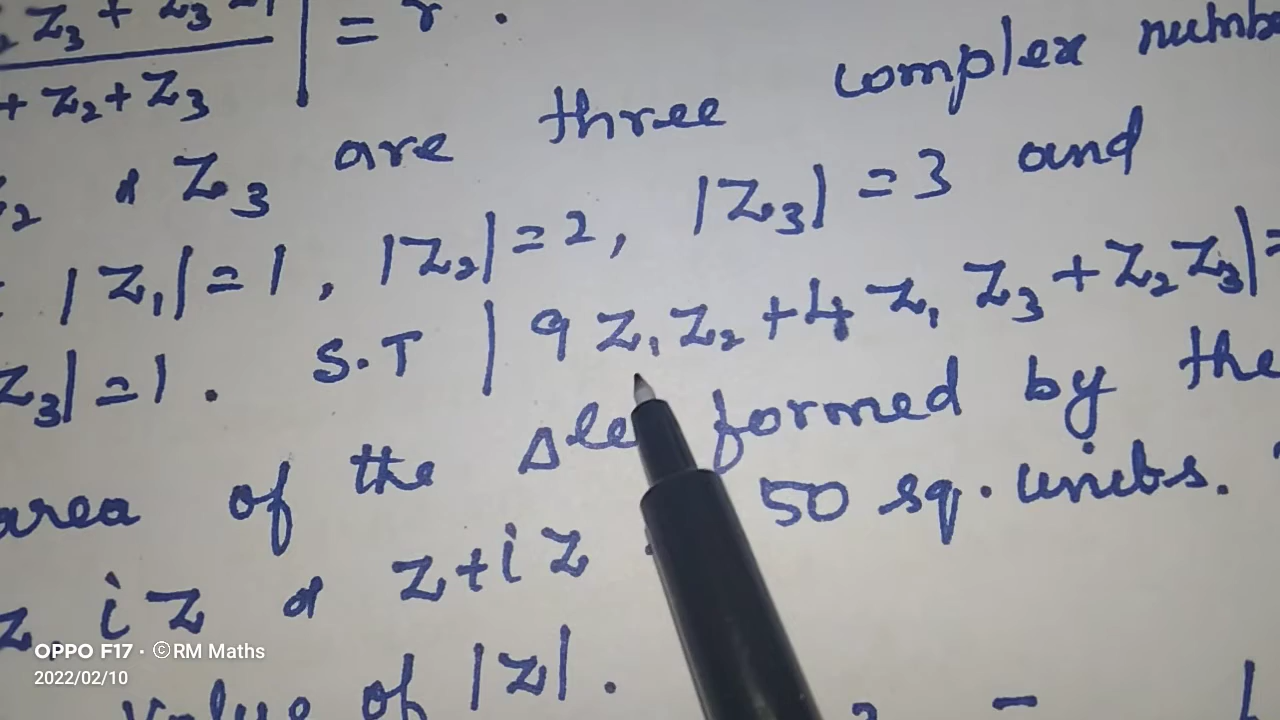 Z₃ + Z₃
= r .
+ Z₂ + Z₃
& Z₃ are three complex
|Z₁| = 1 , |Z₂| = 2 , |Z₃| = 3 and
Z₃| = 1 . S.T | 9 Z₁ Z₂ + 4 Z₁ Z₃ + Z₂ Z₃| =
area of the Δle formed by the
Z, iZ & Z + iZ 50 sq. units.
value of |Z| .
OPPO F17 · ©RM Maths
2022/02/10